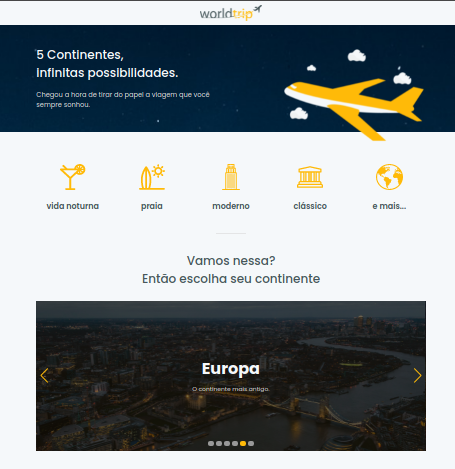 worldtrip
5 Continentes,
infinitas possibilidades.
Chegou a hora de tirar do papel a viagem que você
sempre sonhou.
vida noturna
praia
moderno
clássico
e mais...
Vamos nessa?
Então escolha seu continente
Europa
O continente mais antigo.